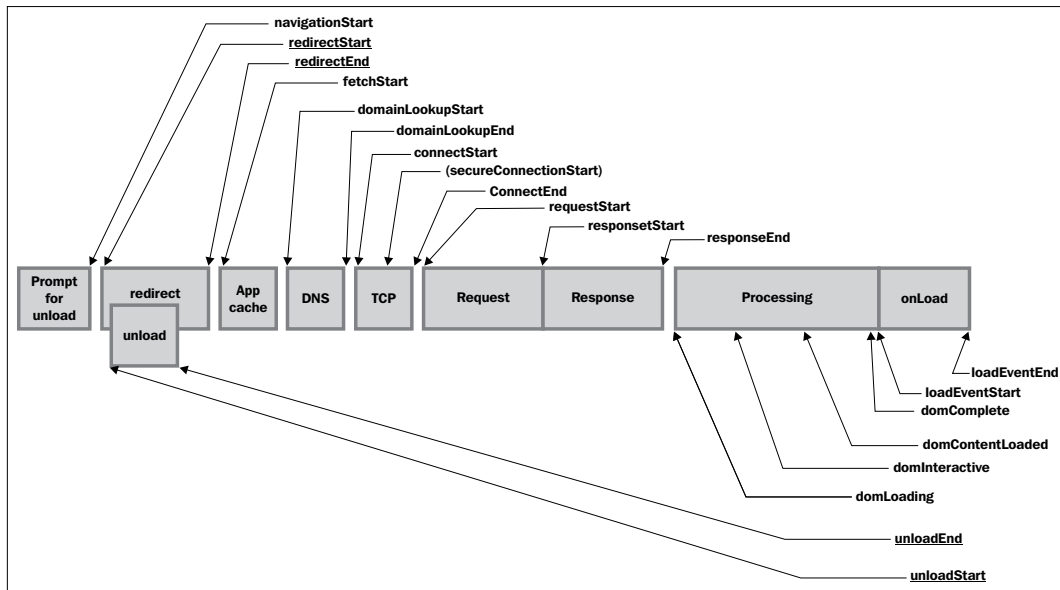 navigationStart
redirectStart
redirectEnd
fetchStart
domainLookupStart
domainLookupEnd
connectStart
(secureConnectionStart)
ConnectEnd
requestStart
responsetStart
responseEnd
Prompt
for
unload
redirect
unload
App
cache
DNS
TCP
Request
Response
Processing
onLoad
loadEventEnd
loadEventStart
domComplete
domContentLoaded
domInteractive
domLoading
unloadEnd
unloadStart